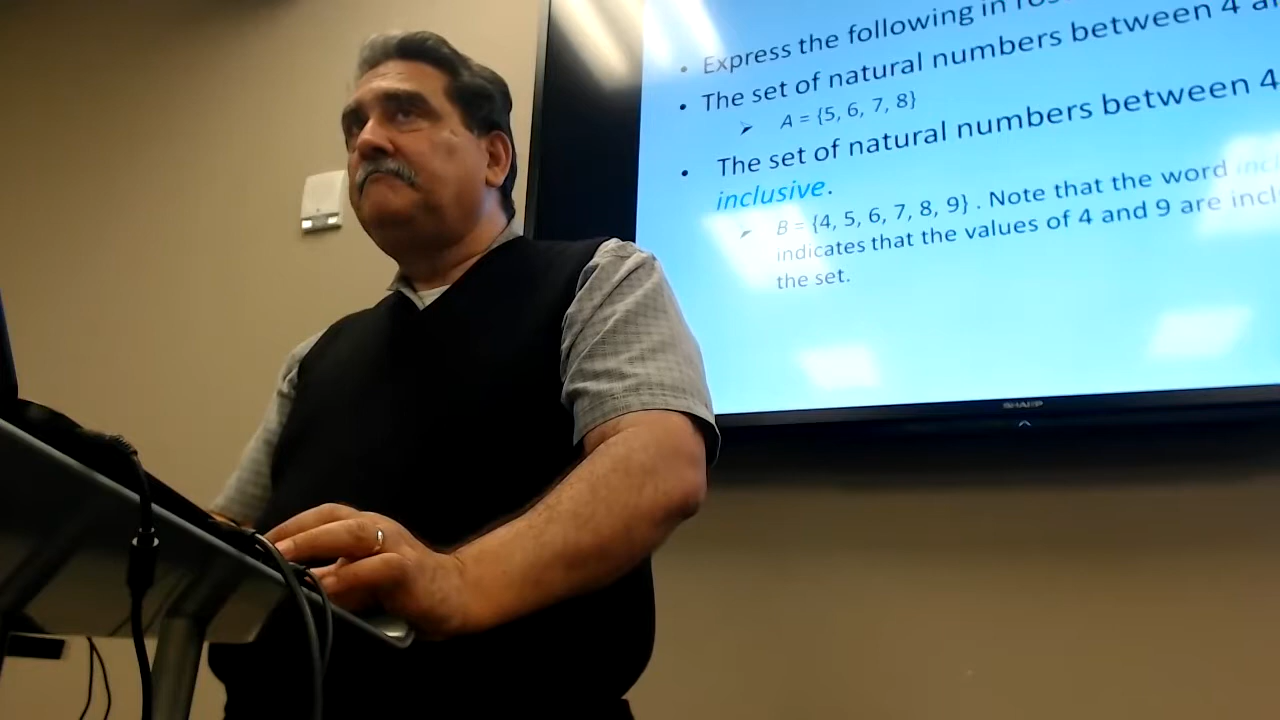 • Express the following in
• The set of natural numbers between 4
➢ A = {5, 6, 7, 8}
• The set of natural numbers between 4
inclusive.
➢ B = {4, 5, 6, 7, 8, 9} . Note that the word
indicates that the values of 4 and 9 are
the set.
SHARP